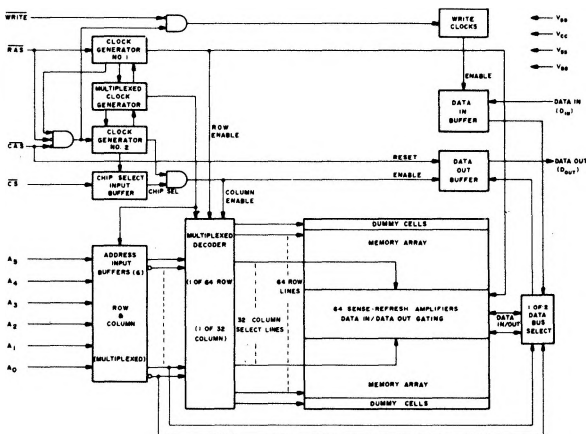 WRITE
RAS
CAS
CS
CLOCK
GENERATOR
NO. 1
MULTIPLEXED
CLOCK
GENERATOR
CLOCK
GENERATOR
NO. 2
CHIP SELECT
INPUT
BUFFER
CHIP SEL
ROW
ENABLE
COLUMN
ENABLE
WRITE
CLOCKS
ENABLE
DATA
IN
BUFFER
RESET
ENABLE
DATA
OUT
BUFFER
VCC
DATA IN
(DIN)
DATA OUT
(DOUT)
A5
A4
A3
A2
A1
A0
ADDRESS
INPUT
BUFFERS (6)
ROW
&
COLUMN
(MULTIPLEXED)
MULTIPLEXED
DECODER
(1 OF 64 ROW)
(1 OF 32
COLUMN)
64 ROW
LINES
32 COLUMN
SELECT LINES
DUMMY CELLS
MEMORY ARRAY
64 SENSE-REFRESH AMPLIFIERS
DATA IN/DATA OUT GATING
MEMORY ARRAY
DUMMY CELLS
DATA
IN/OUT
1 OF 2
DATA
BUS
SELECT